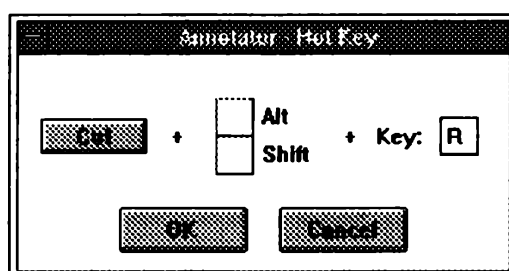 Annotator - Hot Key
Alt
Ctrl + + Key: R
Shift
OK Cancel